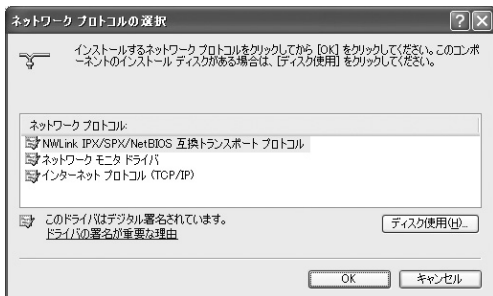 ネットワーク プロトコルの選択
インストールするネットワーク プロトコルをクリックしてから [OK] をクリックしてください。このコンポ
ーネントのインストール ディスクがある場合は、[ディスク使用] をクリックしてください。
ネットワーク プロトコル:
NWLink IPX/SPX/NetBIOS 互換トランスポート プロトコル
ネットワーク モニタ ドライバ
インターネット プロトコル (TCP/IP)
このドライバはデジタル署名されています。
ドライバの署名が重要な理由
ディスク使用(H)...
OK
キャンセル